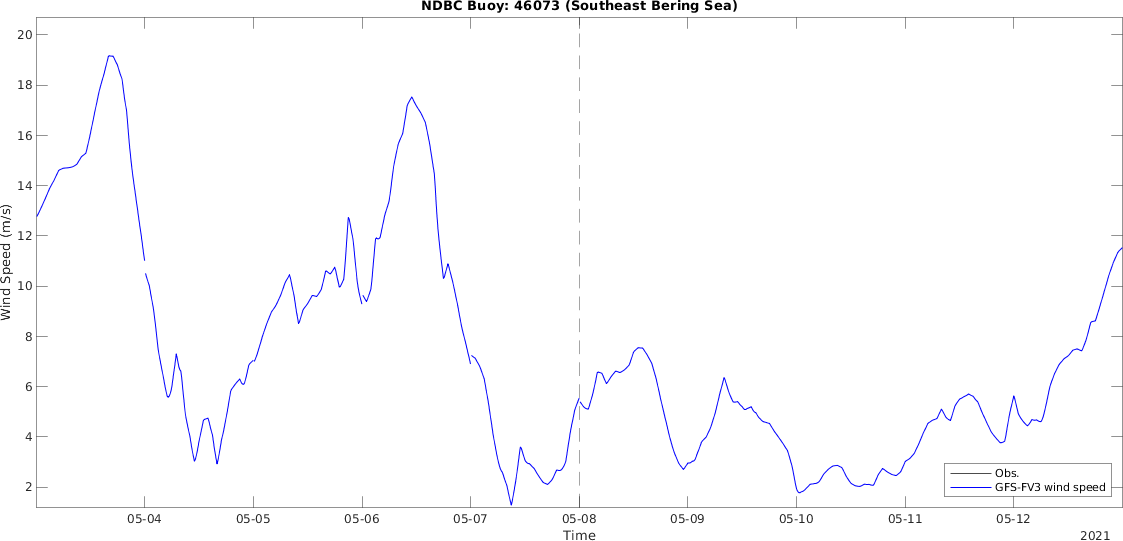 NDBC Buoy: 46073 (Southeast Bering Sea)
20
18
16
14
12
10
8
6
4
2
Wind Speed (m/s)
Obs.
GFS-FV3 wind speed
05-04 05-05 05-06 05-07 05-08 05-09 05-10 05-11 05-12
Time
2021